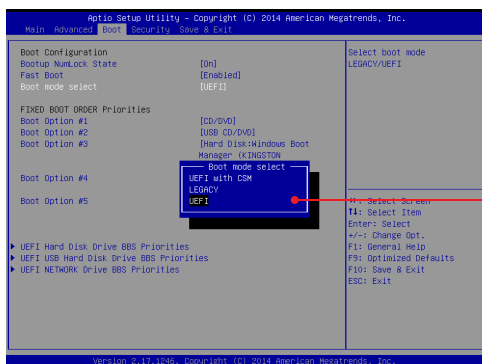 Aptio Setup Utility – Copyright (C) 2014 American Megatrends, Inc.
Main Advanced Boot Security Save & Exit
Boot Configuration
Bootup NumLock State [On]
Fast Boot [Enabled]
Boot mode select [UEFI]
FIXED BOOT ORDER Priorities
Boot Option #1 [CD/DVD]
Boot Option #2 [USB CD/DVD]
Boot Option #3 [Hard Disk:Windows Boot
Manager (KINGSTON
Boot Option #4
Boot Option #5
UEFI Hard Disk Drive BBS Priorities
UEFI USB Hard Disk Drive BBS Priorities
UEFI NETWORK Drive BBS Priorities
Boot mode select
UEFI with CSM
LEGACY
UEFI
Select boot mode
LEGACY/UEFI
↔: Select Screen
↑↓: Select Item
Enter: Select
+/-: Change Opt.
F1: General Help
F9: Optimized Defaults
F10: Save & Exit
ESC: Exit
Version 2.17.1246. Copyright (C) 2014 American Megatrends, Inc.